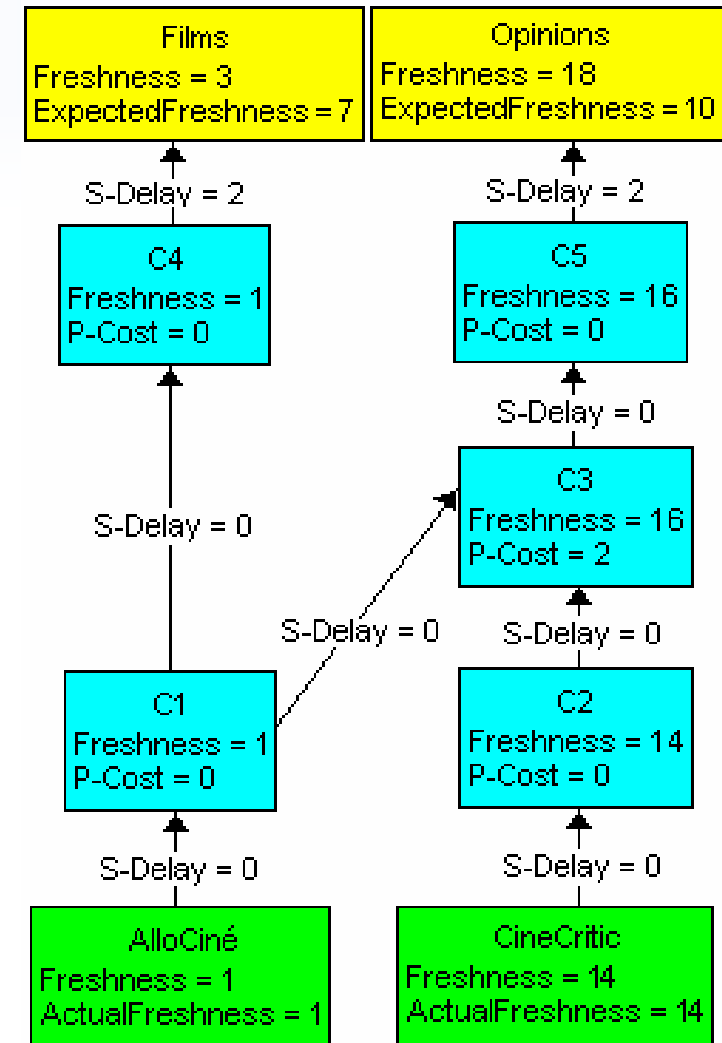 Films
Freshness = 3
ExpectedFreshness = 7
Opinions
Freshness = 18
ExpectedFreshness = 10
S-Delay = 2
S-Delay = 2
C4
Freshness = 1
P-Cost = 0
C5
Freshness = 16
P-Cost = 0
S-Delay = 0
S-Delay = 0
C3
Freshness = 16
P-Cost = 2
S-Delay = 0
S-Delay = 0
C1
Freshness = 1
P-Cost = 0
C2
Freshness = 14
P-Cost = 0
S-Delay = 0
S-Delay = 0
AlloCiné
Freshness = 1
ActualFreshness = 1
CineCritic
Freshness = 14
ActualFreshness = 14